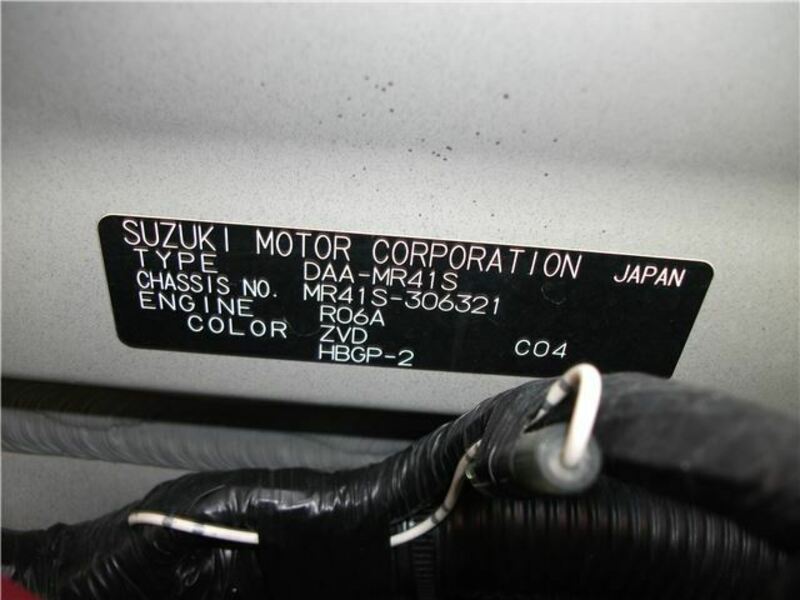 SUZUKI MOTOR CORPORATION JAPAN
TYPE DAA-MR41S
CHASSIS NO. MR41S-306321
ENGINE R06A
COLOR ZVD
HBGP-2 C04